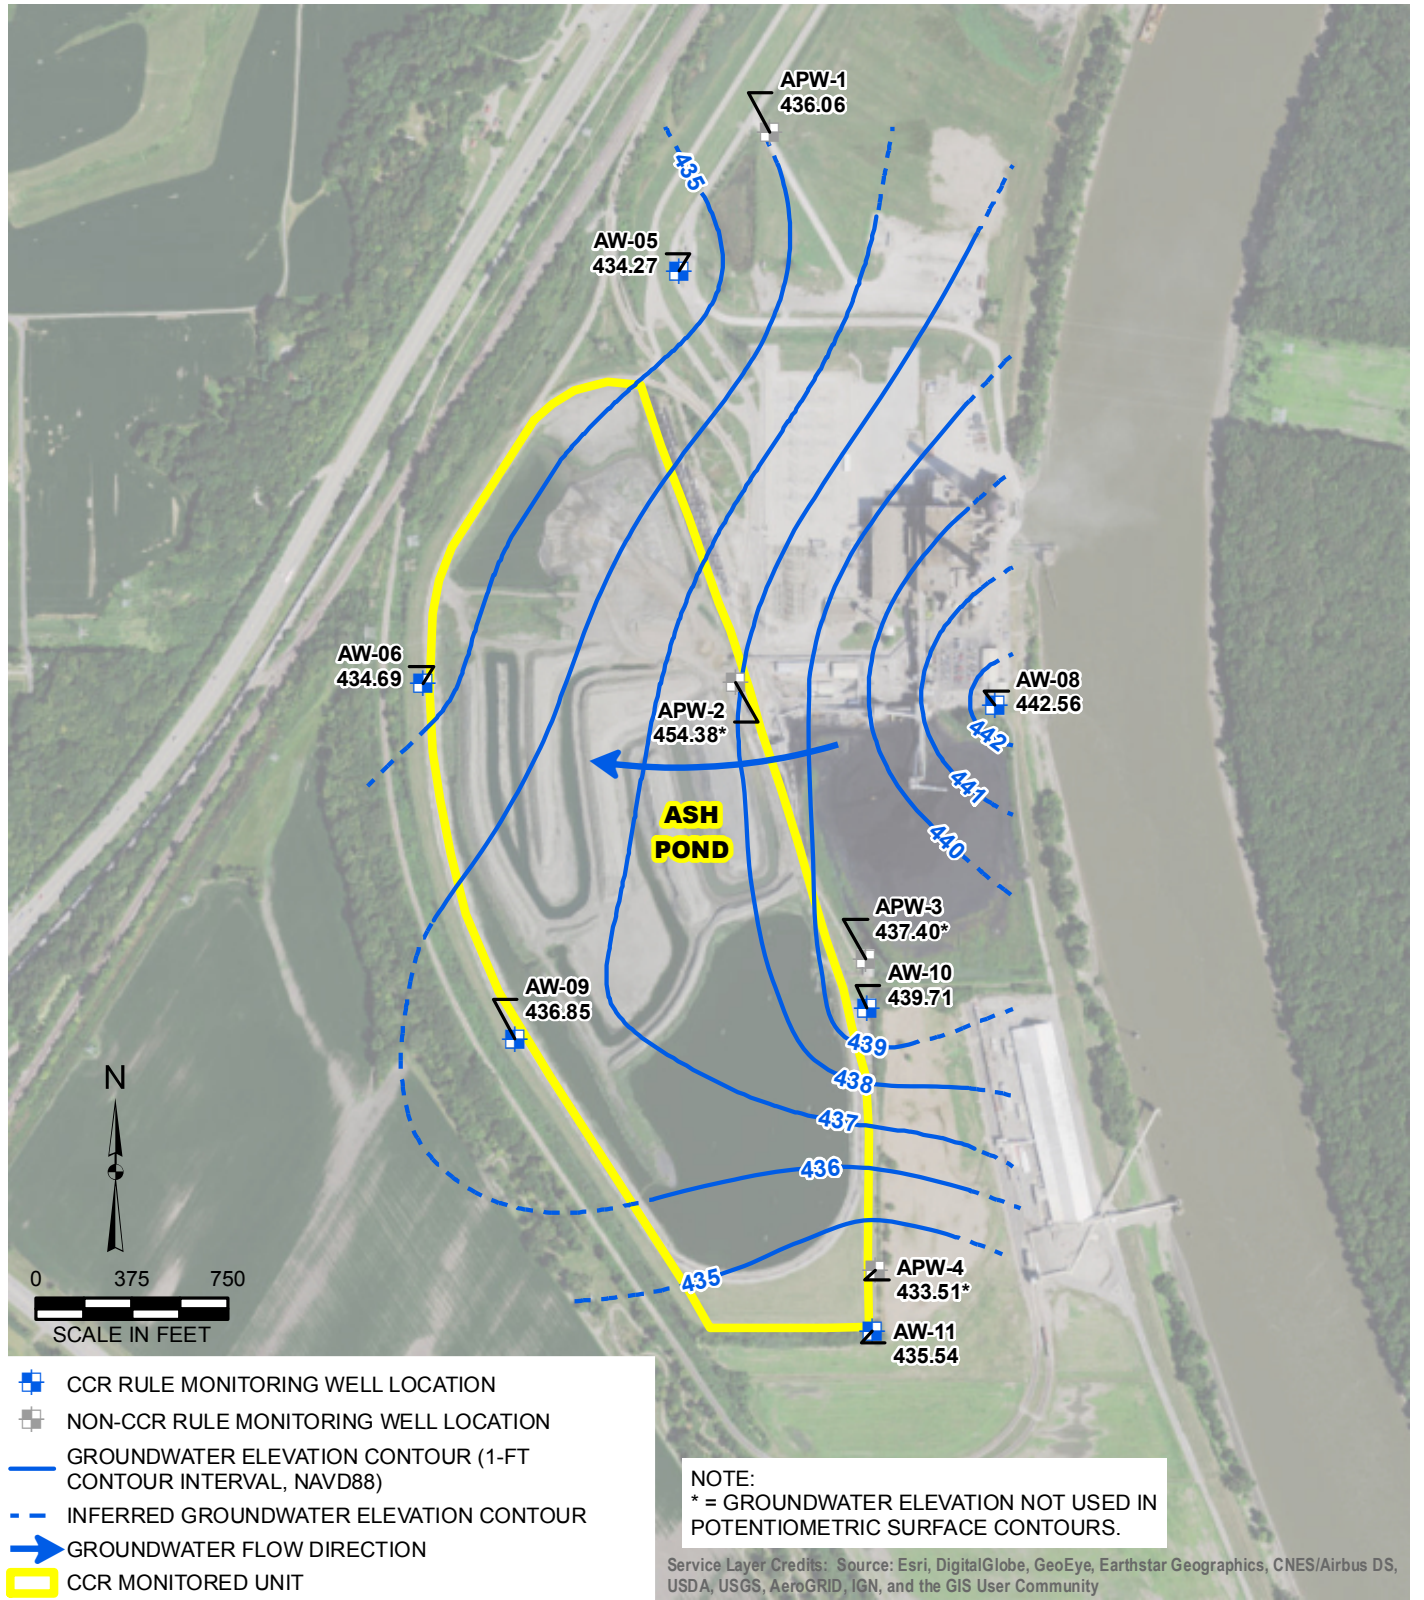 APW-1
436.06
435
AW-05
434.27
AW-06
434.69
AW-08
442.56
APW-2
454.38*
442
441
ASH
POND
440
APW-3
437.40*
AW-10
439.71
AW-09
436.85
439
438
437
436
435
APW-4
433.51*
AW-11
435.54
N
0 375 750
SCALE IN FEET
CCR RULE MONITORING WELL LOCATION
NON-CCR RULE MONITORING WELL LOCATION
GROUNDWATER ELEVATION CONTOUR (1-FT
CONTOUR INTERVAL, NAVD88)
INFERRED GROUNDWATER ELEVATION CONTOUR
GROUNDWATER FLOW DIRECTION
CCR MONITORED UNIT
NOTE:
* = GROUNDWATER ELEVATION NOT USED IN
POTENTIOMETRIC SURFACE CONTOURS.
Service Layer Credits: Source: Esri, DigitalGlobe, GeoEye, Earthstar Geographics, CNES/Airbus DS,
USDA, USGS, AeroGRID, IGN, and the GIS User Community